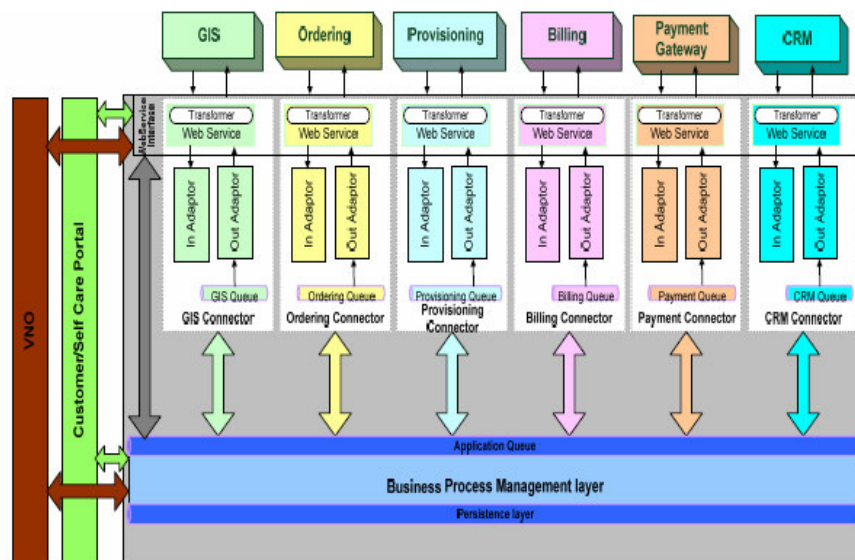 GIS
Ordering
Provisioning
Billing
Payment
Gateway
CRM
VNO
Customer/Self Care Portal
WebService
Interface
Transformer
Web Service
Transformer
Web Service
Transformer
Web Service
Transformer
Web Service
Transformer
Web Service
Transformer
Web Service
In Adaptor
Out Adaptor
In Adaptor
Out Adaptor
In Adaptor
Out Adaptor
In Adaptor
Out Adaptor
In Adaptor
Out Adaptor
In Adaptor
Out Adaptor
GIS Queue
Ordering Queue
Provisioning Queue
Billing Queue
Payment Queue
CRM Queue
GIS Connector
Ordering Connector
Provisioning
Connector
Billing Connector
Payment Connector
CRM Connector
Application Queue
Business Process Management layer
Persistence layer